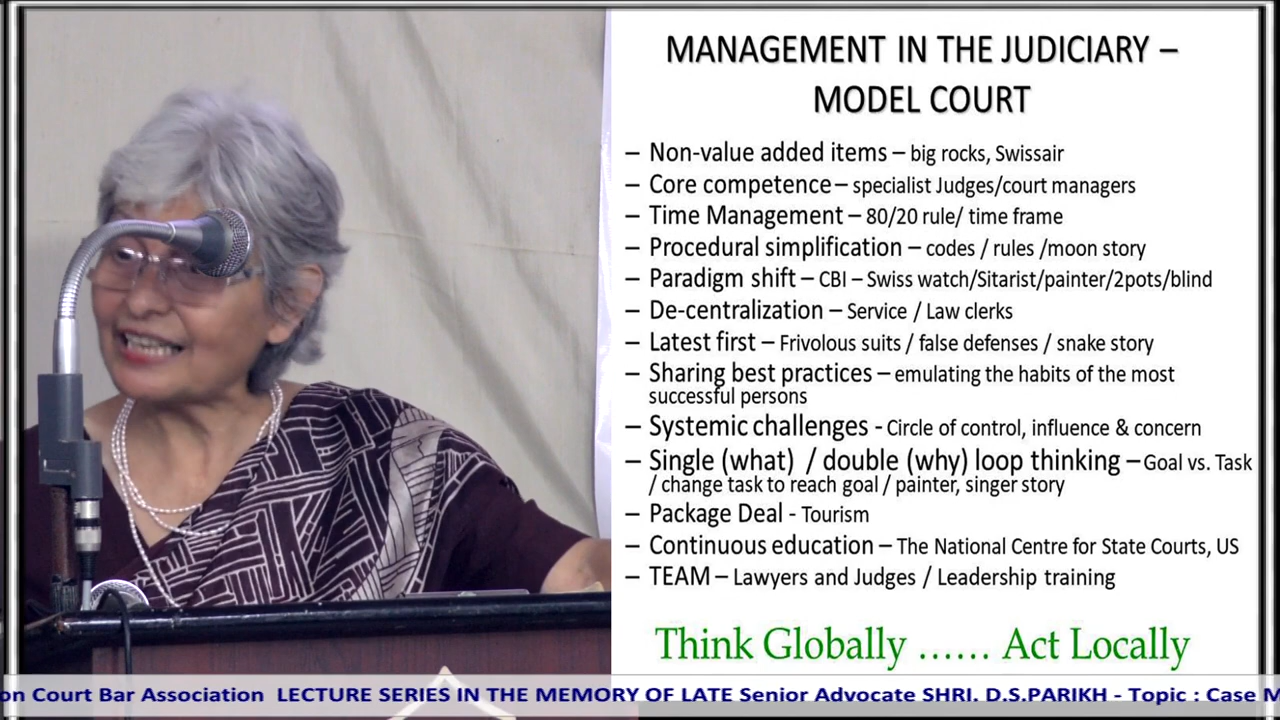 MANAGEMENT IN THE JUDICIARY –
MODEL COURT
– Non-value added items – big rocks, Swissair
– Core competence – specialist Judges/court managers
– Time Management – 80/20 rule/ time frame
– Procedural simplification – codes / rules /moon story
– Paradigm shift – CBI – Swiss watch/Sitarist/painter/2pots/blind
– De-centralization – Service / Law clerks
– Latest first – Frivolous suits / false defenses / snake story
– Sharing best practices – emulating the habits of the most
successful persons
– Systemic challenges - Circle of control, influence & concern
– Single (what) / double (why) loop thinking – Goal vs. Task
/ change task to reach goal / painter, singer story
– Package Deal - Tourism
– Continuous education – The National Centre for State Courts, US
– TEAM – Lawyers and Judges / Leadership training
Think Globally ...... Act Locally
on Court Bar Association LECTURE SERIES IN THE MEMORY OF LATE Senior Advocate SHRI. D.S.PARIKH - Topic : Case M